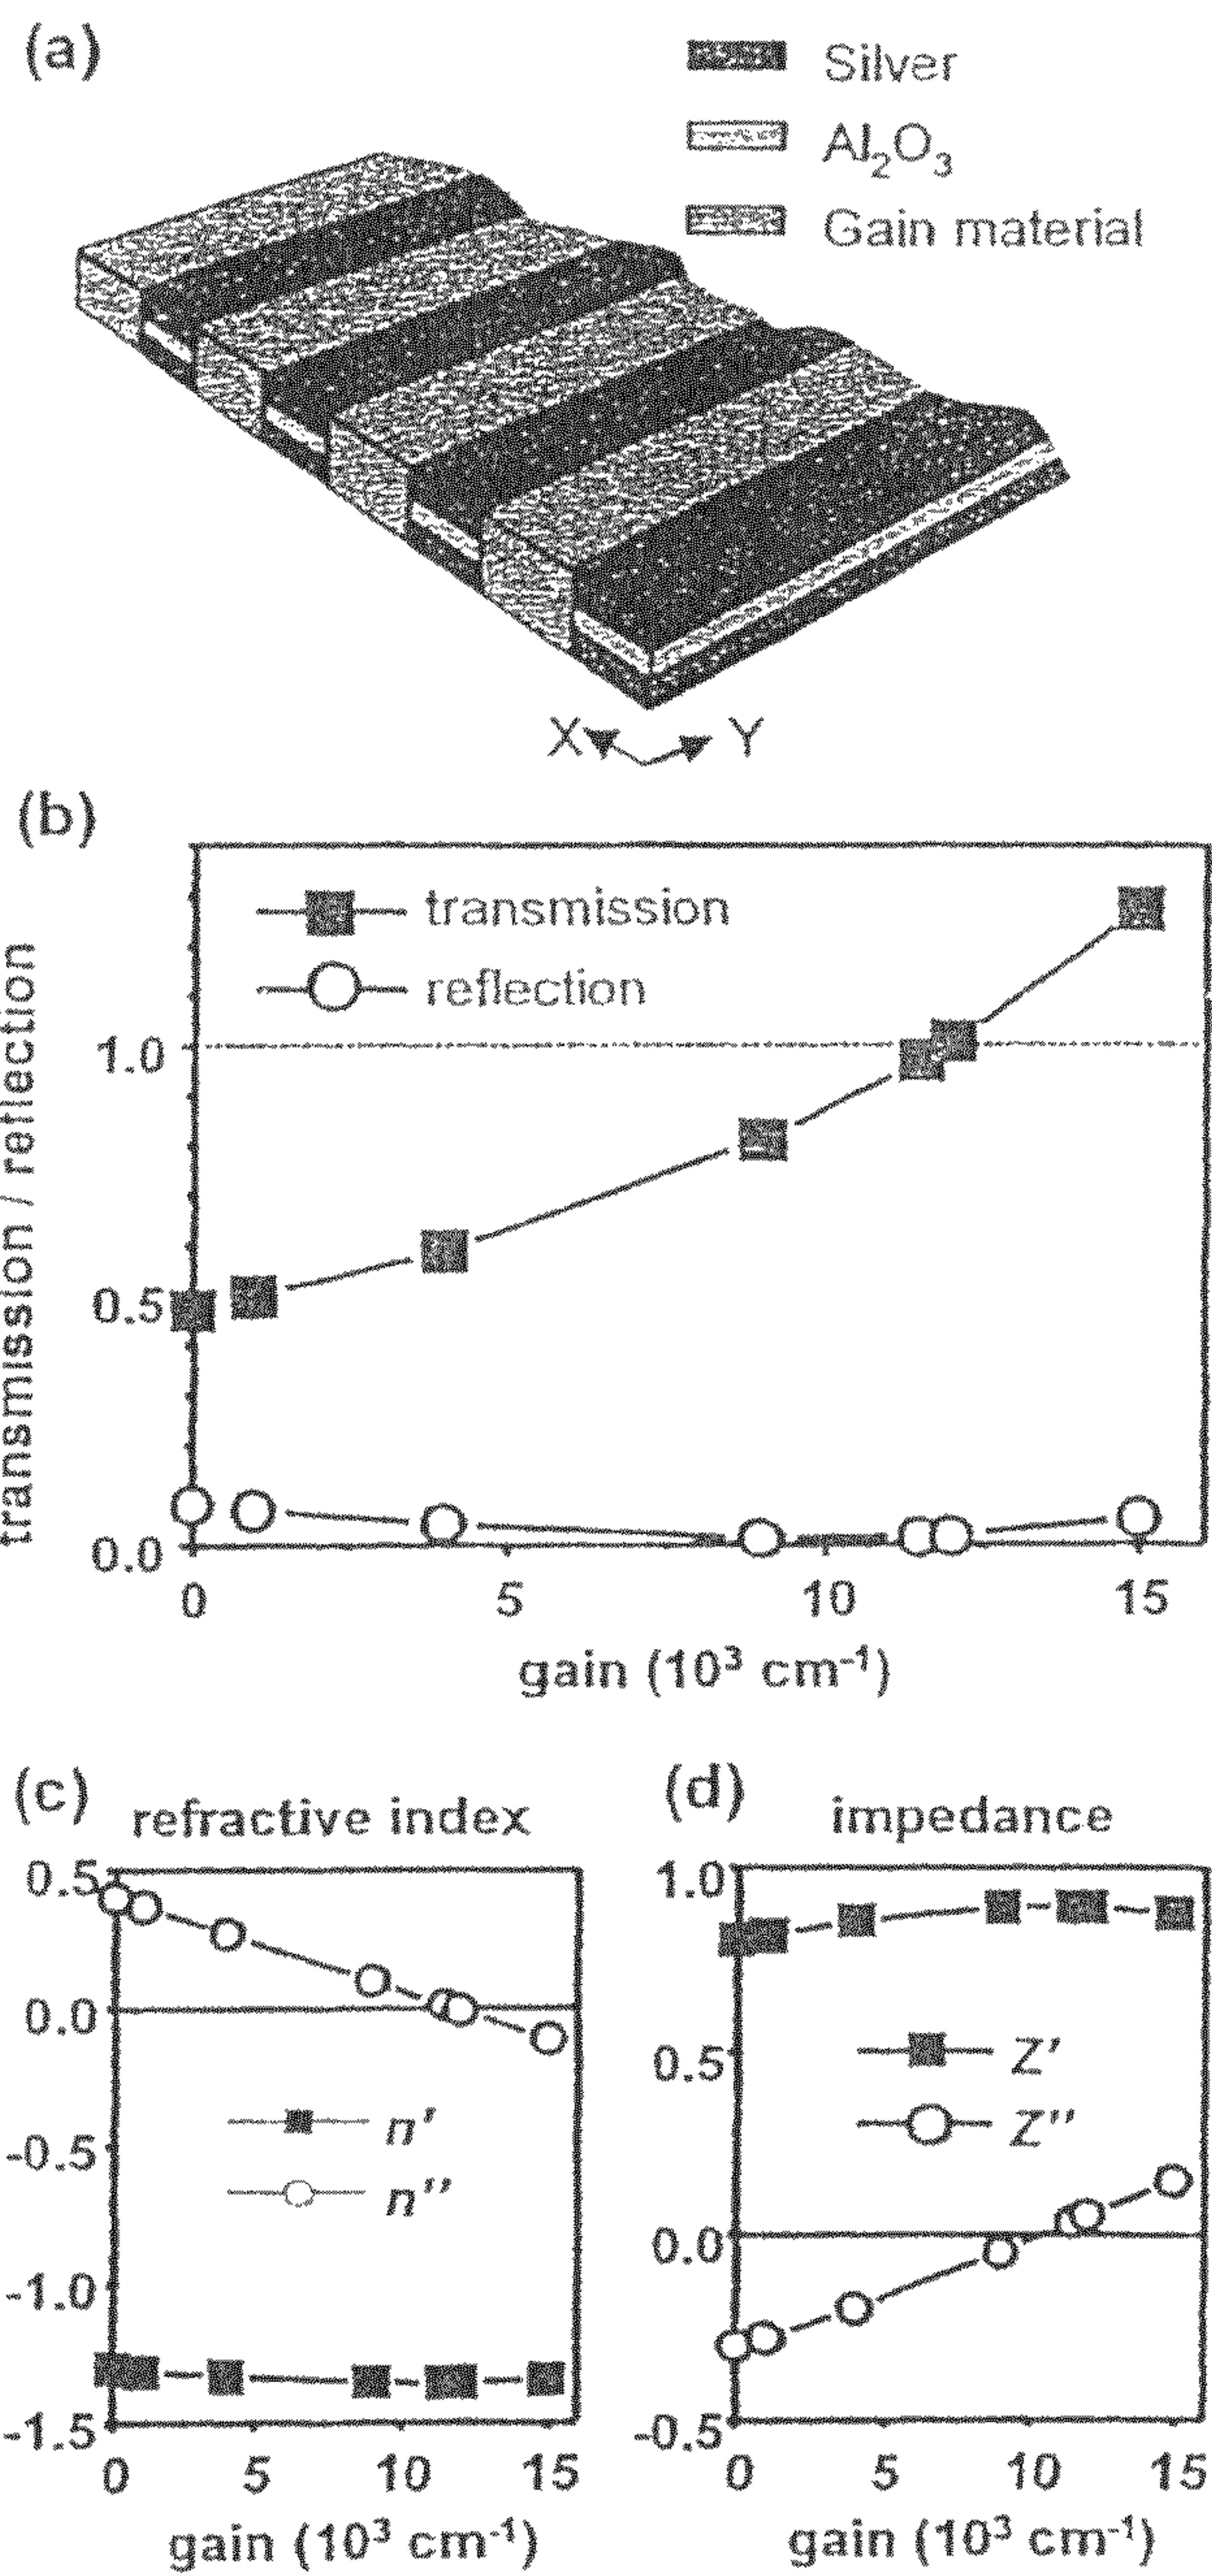 (a)
Silver
Al₂O₃
Gain material
X Y
(b)
transmission
reflection
transmission / reflection
1.0
0.5
0.0
0 5 10 15
gain (10³ cm⁻¹)
(c) refractive index
0.5
0.0
-0.5
-1.0
-1.5
n'
n''
0 5 10 15
gain (10³ cm⁻¹)
(d) impedance
1.0
0.5
0.0
-0.5
Z'
Z''
0 5 10 15
gain (10³ cm⁻¹)